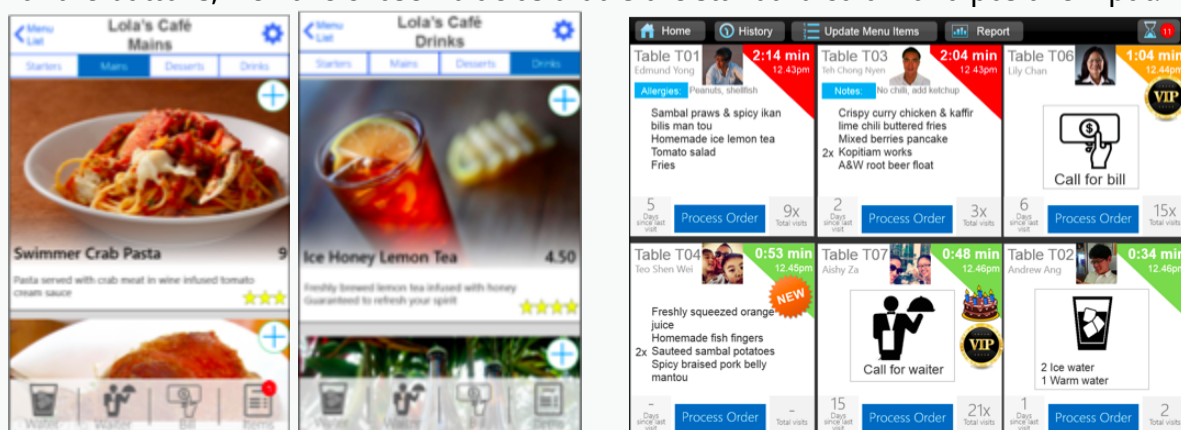 Menu
List
Lola's Café
Mains
Starters
Mains
Desserts
Drinks
Swimmer Crab Pasta
9
Pasta served with crab meat in wine infused tomato
cream sauce
Water
Waiter
Bill
Items
Menu
List
Lola's Café
Drinks
Starters
Mains
Desserts
Drinks
Ice Honey Lemon Tea
4.50
Freshly brewed lemon tea infused with honey
Guaranteed to refresh your spirit
Water
Waiter
Bill
Items
Home
History
Update Menu Items
Report
11
Table T01
2:14 min
Edmund Yong
12.43pm
Allergies:
Peanuts, shellfish
Sambal praws & spicy ikan
bilis man tou
Homemade ice lemon tea
Tomato salad
Fries
5
Days
since last
visit
Process Order
9x
Total visits
Table T03
2:04 min
Teh Chong Nyen
12 43pm
Notes:
No chilli, add ketchup
Crispy curry chicken & kaffir
lime chili buttered fries
Mixed berries pancake
2x Kopitiam works
A&W root beer float
2
Days
since last
visit
Process Order
3x
Total visits
Table T06
1:04 min
Lily Chan
12.44pm
VIP
Call for bill
6
Days
since last
visit
Process Order
15x
Total visits
Table T04
0:53 min
Teo Shen Wei
12.45pm
NEW
Freshly squeezed orange
juice
Homemade fish fingers
2x Sauteed sambal potatoes
Spicy braised pork belly
mantou
-
Days
since last
visit
Process Order
-
Total visits
Table T07
0:48 min
Aishy Za
12.46pm
VIP
Call for waiter
15
Days
since last
visit
Process Order
21x
Total visits
Table T02
0:34 min
Andrew Ang
12.46pm
2 Ice water
1 Warm water
1
Days
since last
visit
Process Order
2
Total visits